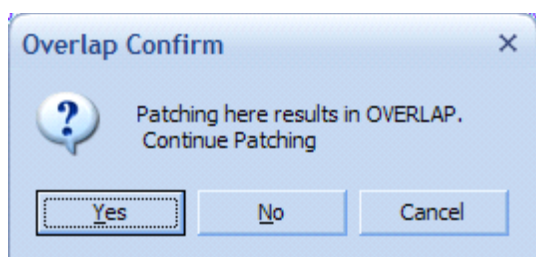 Overlap Confirm
Patching here results in OVERLAP.
Continue Patching
Yes No Cancel